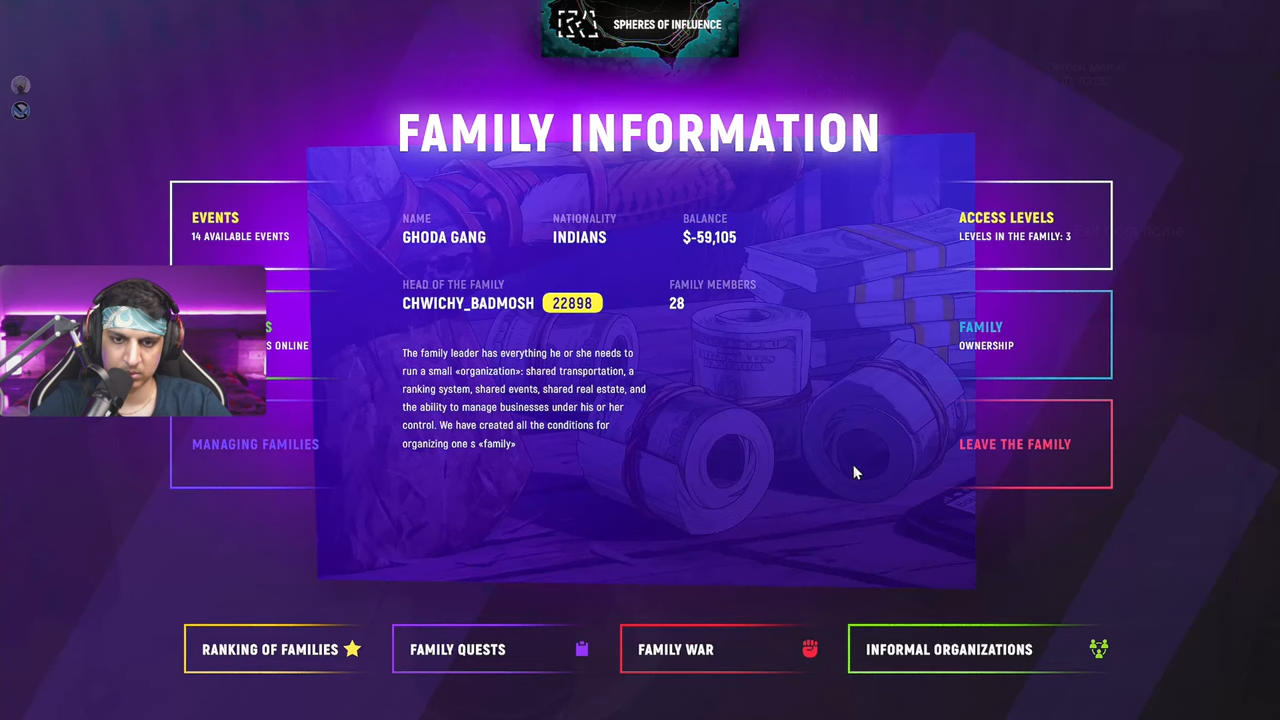 SPHERES OF INFLUENCE
FAMILY INFORMATION
EVENTS
14 AVAILABLE EVENTS
S
S ONLINE
MANAGING FAMILIES
NAME
GHODA GANG
NATIONALITY
INDIANS
BALANCE
$-59,105
HEAD OF THE FAMILY
CHWICHY_BADMOSH 22898
FAMILY MEMBERS
28
The family leader has everything he or she needs to
run a small «organization»: shared transportation, a
ranking system, shared events, shared real estate, and
the ability to manage businesses under his or her
control. We have created all the conditions for
organizing one s «family»
ACCESS LEVELS
LEVELS IN THE FAMILY: 3
FAMILY
OWNERSHIP
LEAVE THE FAMILY
RANKING OF FAMILIES
FAMILY QUESTS
FAMILY WAR
INFORMAL ORGANIZATIONS